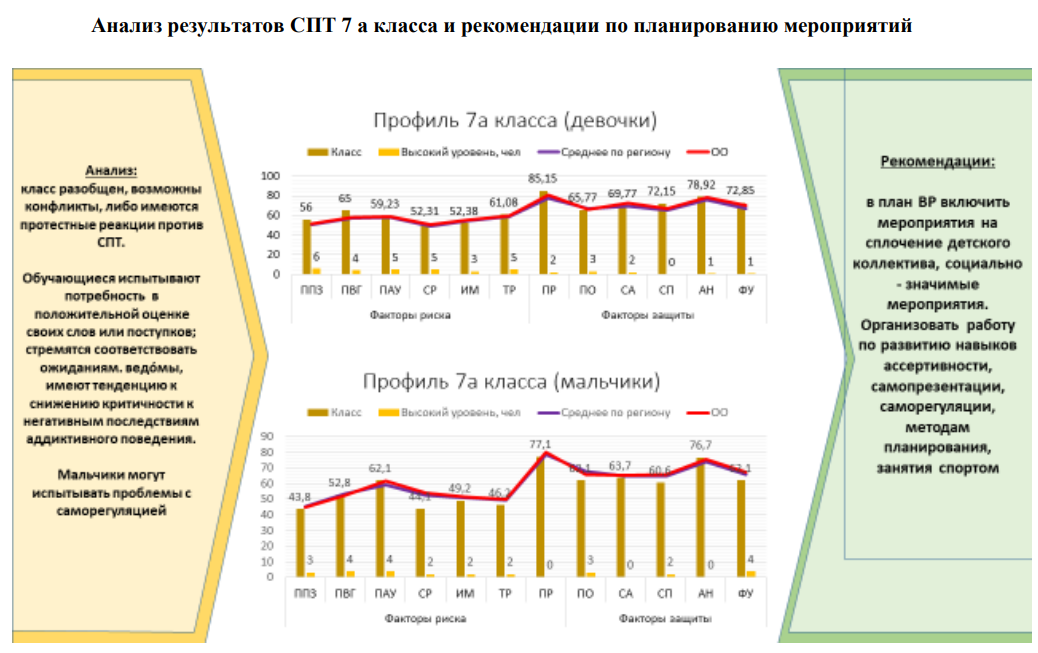 Анализ результатов СПТ 7 а класса и рекомендации по планированию мероприятий
Анализ:
класс разобщен, возможны
конфликты, либо имеются
протестные реакции против
СПТ.
Обучающиеся испытывают
потребность в
положительной оценке
своих слов или поступков;
стремятся соответствовать
ожиданиям. ведо́мы,
имеют тенденцию к
снижению критичности к
негативным последствиям
аддиктивного поведения.
Мальчики могут
испытывать проблемы с
саморегуляцией
Профиль 7а класса (девочки)
Класс Высокий уровень, чел Среднее по региону ОО
100
80
60
40
20
0
56 65 59,23 52,31 52,38 61,08 85,15 65,77 69,77 72,15 78,92 72,85
6 4 5 5 3 5 2 3 2 0 1 1
ППЗ ПВГ ПАУ СР ИМ ТР ПР ПО СА СП АН ФУ
Факторы риска Факторы защиты
Профиль 7а класса (мальчики)
Класс Высокий уровень, чел Среднее по региону ОО
90
80
70
60
50
40
30
20
10
0
43,8 52,8 62,1 49,2 77,1 63,7 60,6 76,7
3 4 4 2 2 2 0 3 0 2 0 4
ППЗ ПВГ ПАУ СР ИМ ТР ПР ПО СА СП АН ФУ
Факторы риска Факторы защиты
Рекомендации:
в план ВР включить
мероприятия на
сплочение детского
коллектива, социально
- значимые
мероприятия.
Организовать работу
по развитию навыков
ассертивности,
самопрезентации,
саморегуляции,
методам
планирования,
занятия спортом